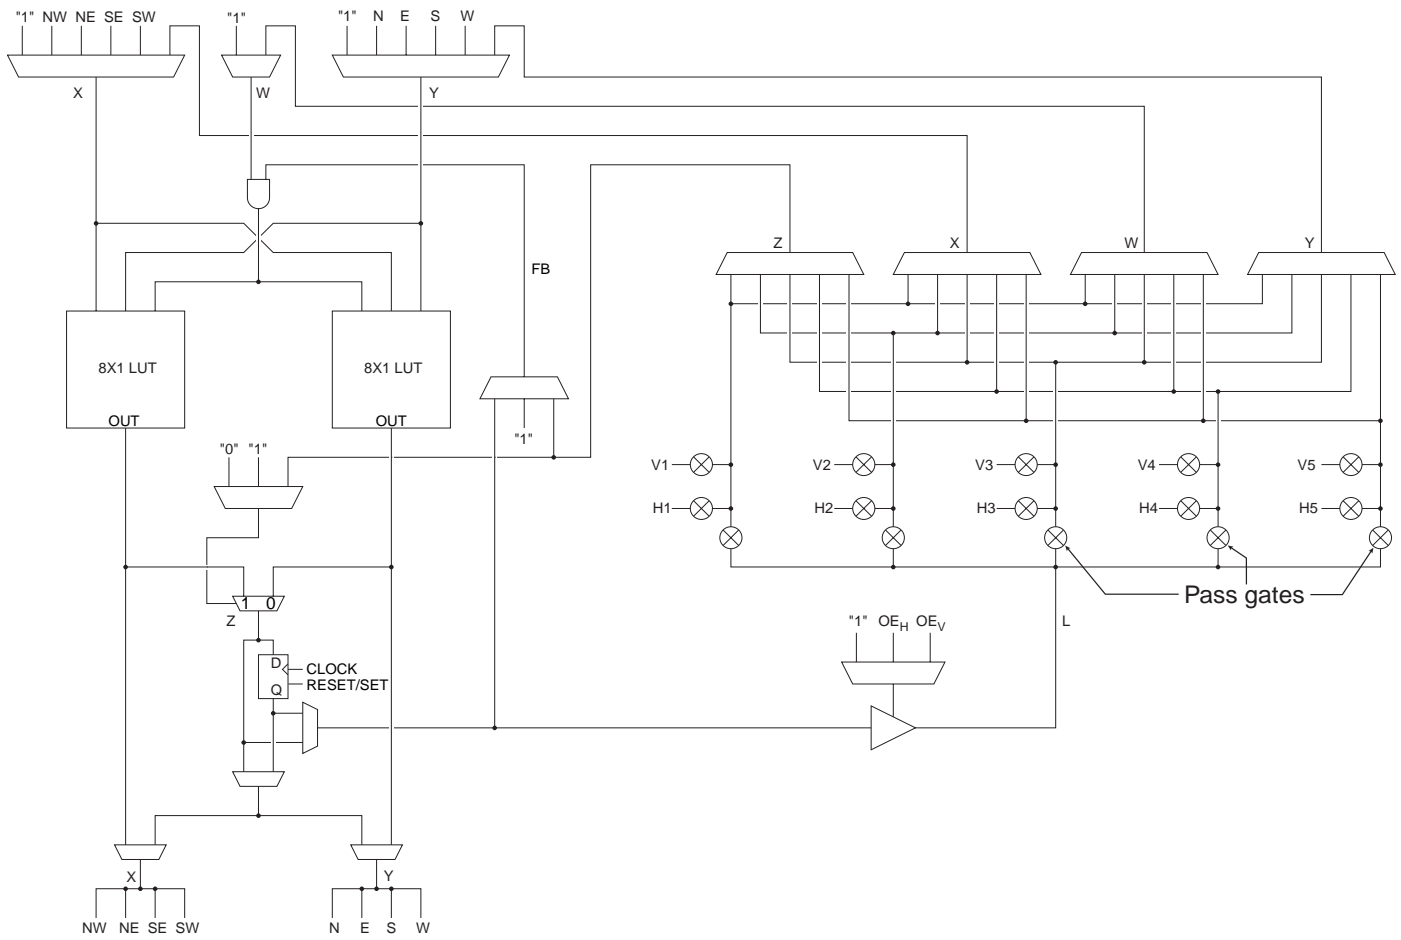 "1" NW NE SE SW "1" "1" N E S W
X W Y
Z X W Y
FB
8X1 LUT 8X1 LUT
OUT OUT
"1"
"0" "1"
V1 V2 V3 V4 V5
H1 H2 H3 H4 H5
Pass gates
1 0
Z
"1" OEH OEV
L
D
CLOCK
Q
RESET/SET
X Y
NW NE SE SW N E S W